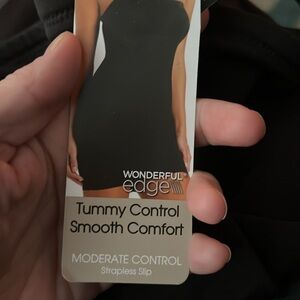 WONDERFUL
edge
Tummy Control
Smooth Comfort
MODERATE CONTROL
Strapless Slip